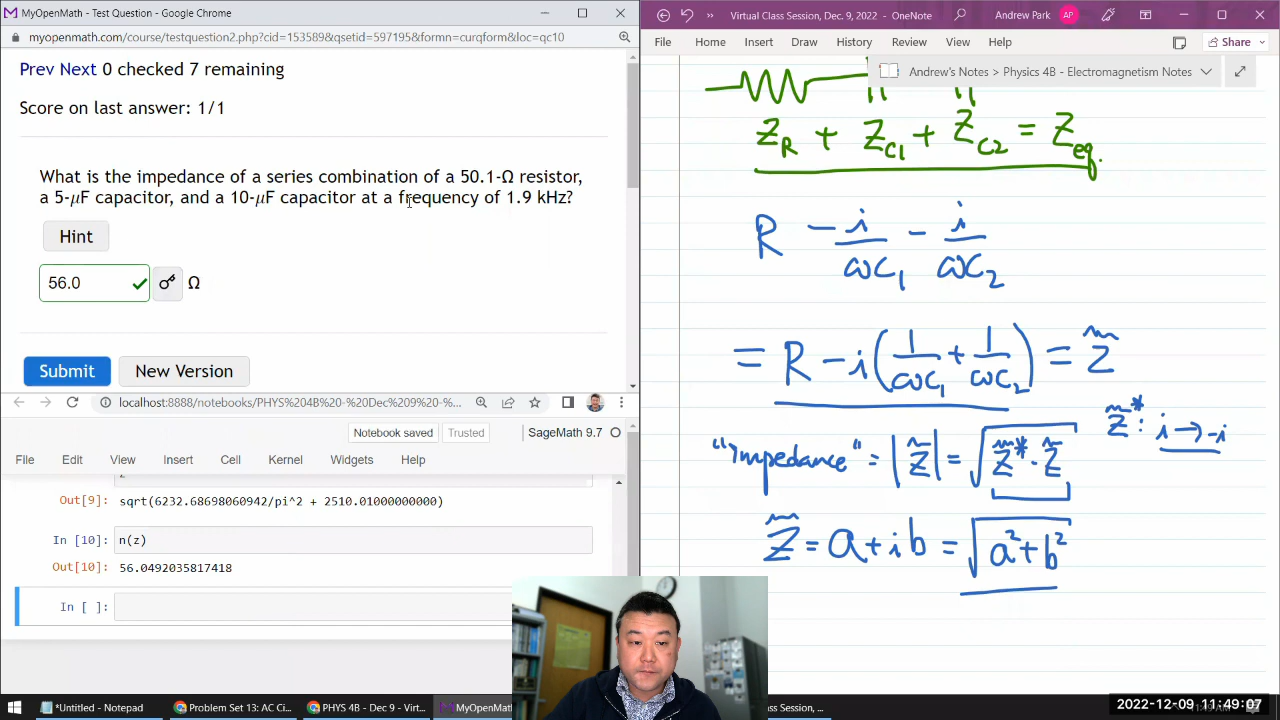 MyOpenMath - Test Question - Google Chrome
myopenmath.com/course/testquestion2.php?cid=153589&qsetid=597195&formn=curqform&loc=qc10
Prev Next 0 checked 7 remaining
Score on last answer: 1/1
What is the impedance of a series combination of a 50.1-Ω resistor,
a 5-μF capacitor, and a 10-μF capacitor at a frequency of 1.9 kHz?
Hint
56.0 Ω
Submit New Version
localhost:8888/notebooks/PHYS%204B%20-%20Dec%209%20-%...
Notebook saved Trusted SageMath 9.7
File Edit View Insert Cell Kernel Widgets Help
Out[9]: sqrt(6232.63698060942/pi^2 + 2510.01000000000)
In [10]: n(z)
Out[10]: 56.0492035817418
In [ ]:
Virtual Class Session, Dec. 9, 2022 - OneNote Andrew Park AP
File Home Insert Draw History Review View Help Share
Andrew's Notes > Physics 4B - Electromagnetism Notes
Z_R + Z_C1 + Z_C2 = Z_eq.
R - i/ωC₁ - i/ωC₂
= R - i(1/ωC₁ + 1/ωC₂) = Z̃
Z̃* : i → -i
"Impedance" = |Z̃| = √(Z̃* · Z̃)
Z̃ = a + i b = √(a² + b²)
*Untitled - Notepad Problem Set 13: AC Ci... PHYS 4B - Dec 9 - Virt... MyOpenMath Virtual Class Session, ...
2022-12-09 11:49:07